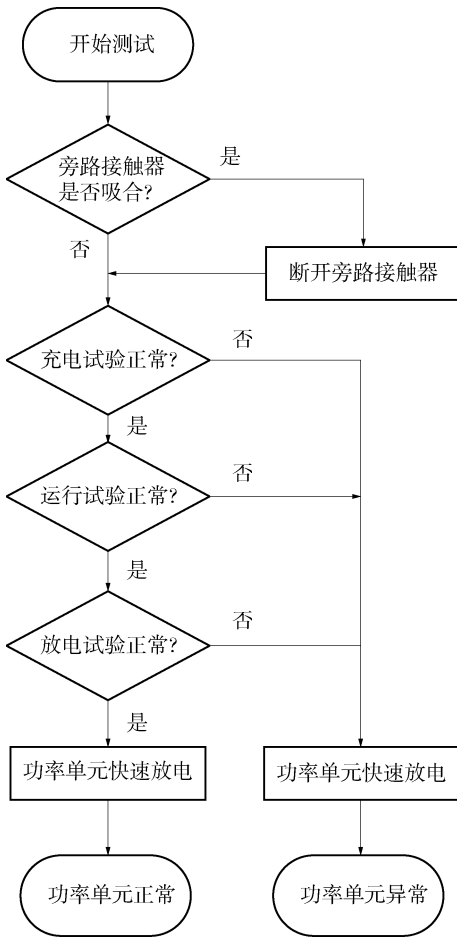 开始测试
旁路接触器
是否吸合?
是
否
断开旁路接触器
充电试验正常?
否
是
运行试验正常?
否
是
放电试验正常?
否
是
功率单元快速放电
功率单元快速放电
功率单元正常
功率单元异常